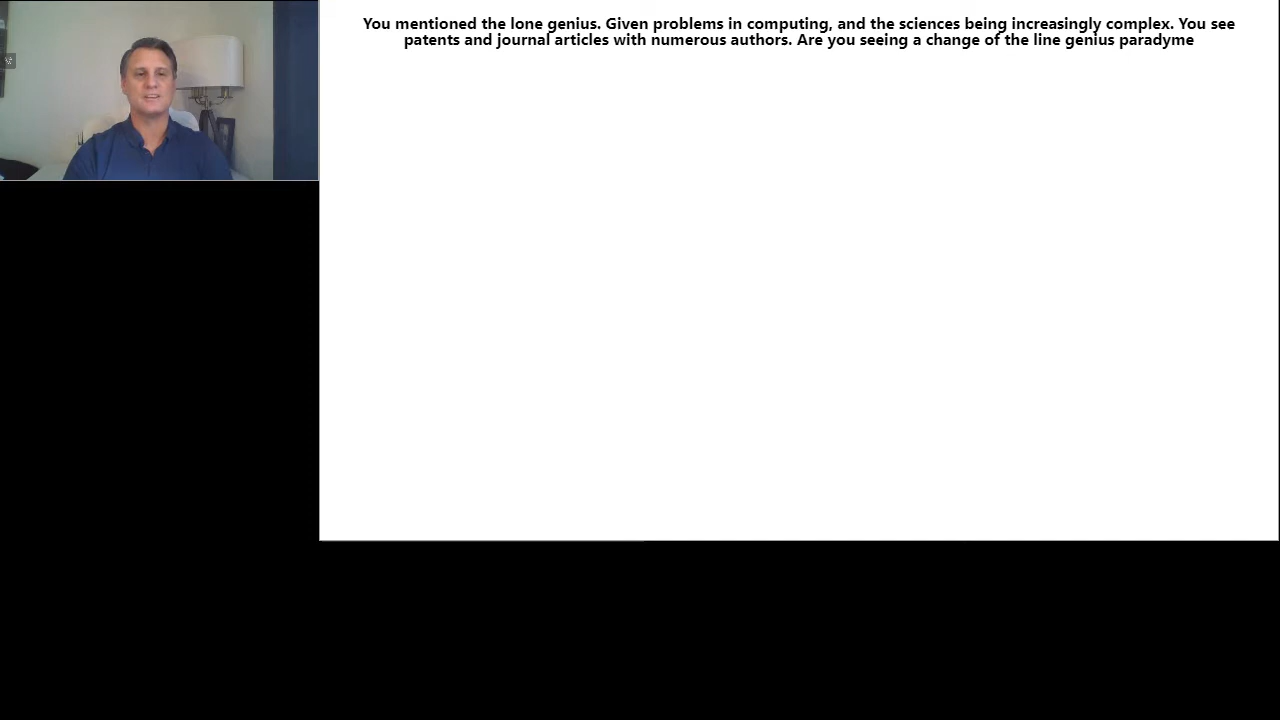 You mentioned the lone genius. Given problems in computing, and the sciences being increasingly complex. You see
patents and journal articles with numerous authors. Are you seeing a change of the line genius paradyme